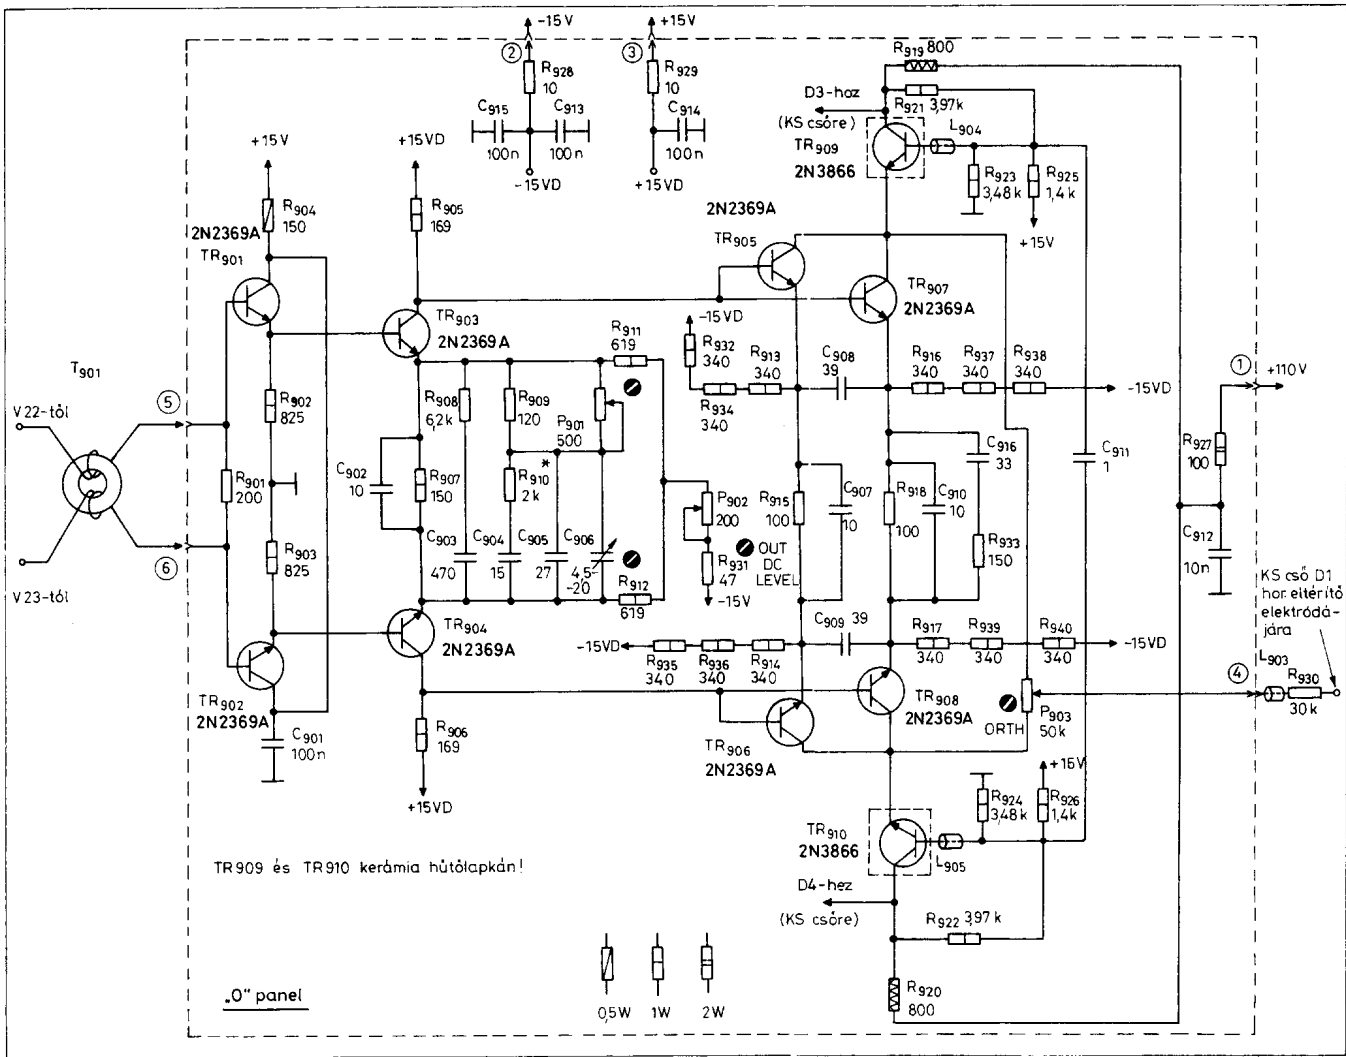 -15V
+15V
2
3
R928
10
R929
10
C915
100n
C913
100n
C914
100n
-15VD
+15VD
R919 800
D3-hoz
(KS csőre)
R921 3,97k
L904
TR909
2N3866
R923
3,48k
R925
1,4k
+15V
+15V
+15VD
R904
150
R905
169
2N2369A
TR901
2N2369A
TR905
TR903
2N2369A
TR907
2N2369A
R911
619
-15VD
R932
340
R913
340
R934
340
C908
39
R916
340
R937
340
R938
340
-15VD
1
+110V
T901
V22-től
V23-től
5
6
R901
200
R902
825
R903
825
R908
6,2k
R909
120
P901
500
C902
10
R907
150
*
R910
2k
C903
470
C904
15
C905
27
C906
4,5-
-20
P902
200
R931
47
-15V
OUT
DC
LEVEL
R912
619
R915
100
C907
10
R918
100
C910
10
C916
33
R933
150
C911
1
R927
100
C912
10n
KS cső D1
hor. eltérítő
elektródá-
jára
TR904
2N2369A
-15VD
R935
340
R936
340
R914
340
C909 39
R917
340
R939
340
R940
340
-15VD
L903
R930
30k
4
TR902
2N2369A
C901
100n
R906
169
+15VD
TR906
2N2369A
TR908
2N2369A
ORTH
P903
50k
+15V
R924
3,48k
R926
1,4k
TR910
2N3866
L905
D4-hez
(KS csőre)
R922 3,97k
R920
800
TR909 és TR910 kerámia hűtőlapkán!
„O" panel
0,5W
1W
2W